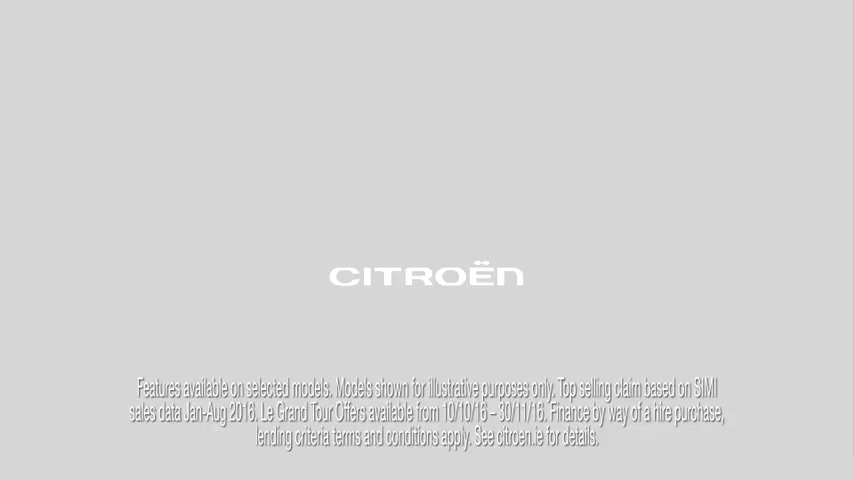 CITROËN
Features available on selected models. Models shown for illustrative purposes only. Top selling claim based on SIMI
sales data Jan-Aug 2016. Le Grand Tour Offers available from 10/10/16 – 30/11/16. Finance by way of a hire purchase,
lending criteria terms and conditions apply. See citroen.ie for details.